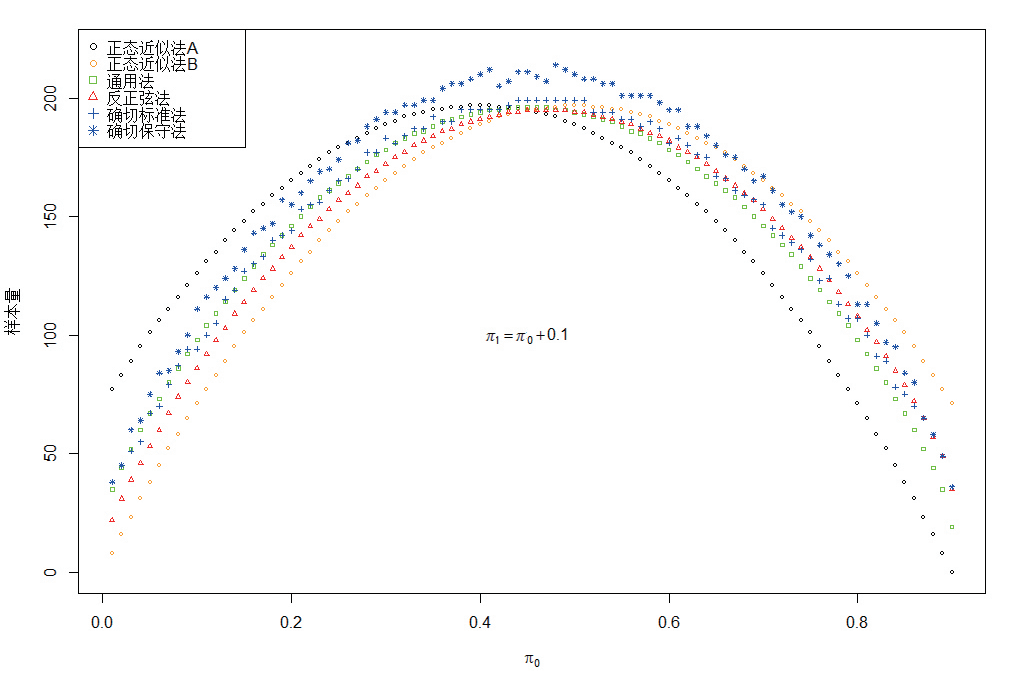 正态近似法A
正态近似法B
通用法
反正弦法
确切标准法
确切保守法
200
150
100
50
0
样本量
π₁ = π₀ + 0.1
0.0 0.2 0.4 0.6 0.8
π₀